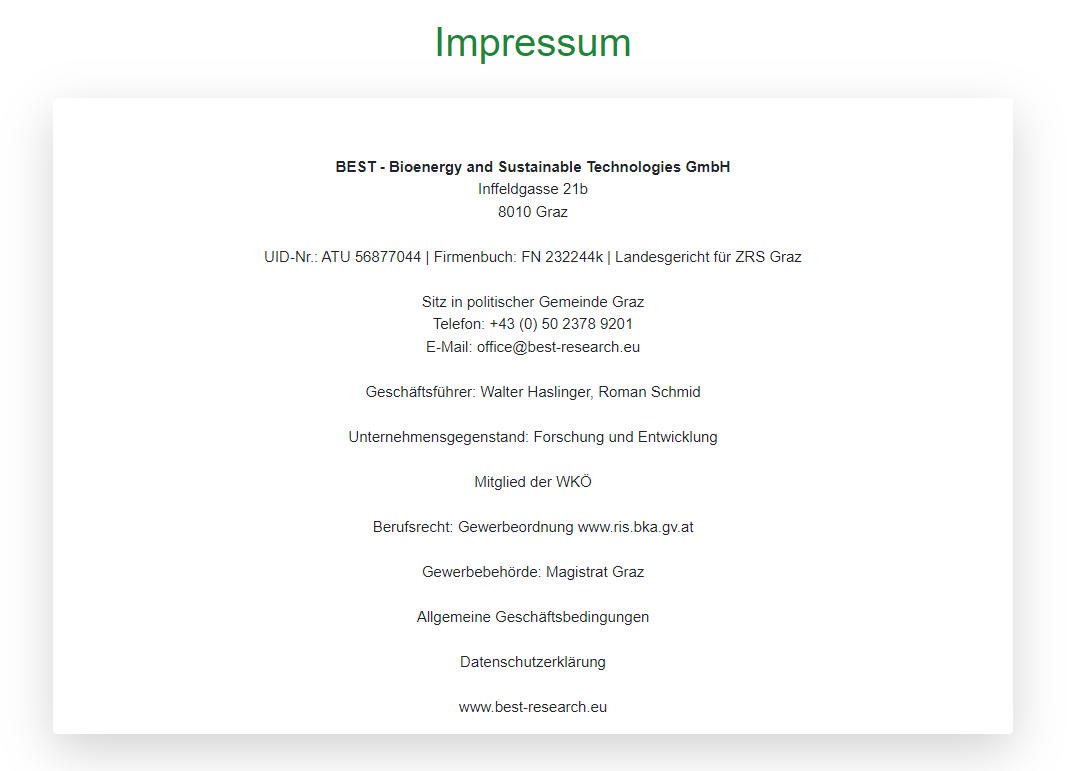 Impressum
BEST - Bioenergy and Sustainable Technologies GmbH
Inffeldgasse 21b
8010 Graz
UID-Nr.: ATU 56877044 | Firmenbuch: FN 232244k | Landesgericht für ZRS Graz
Sitz in politischer Gemeinde Graz
Telefon: +43 (0) 50 2378 9201
E-Mail: office@best-research.eu
Geschäftsführer: Walter Haslinger, Roman Schmid
Unternehmensgegenstand: Forschung und Entwicklung
Mitglied der WKÖ
Berufsrecht: Gewerbeordnung www.ris.bka.gv.at
Gewerbebehörde: Magistrat Graz
Allgemeine Geschäftsbedingungen
Datenschutzerklärung
www.best-research.eu